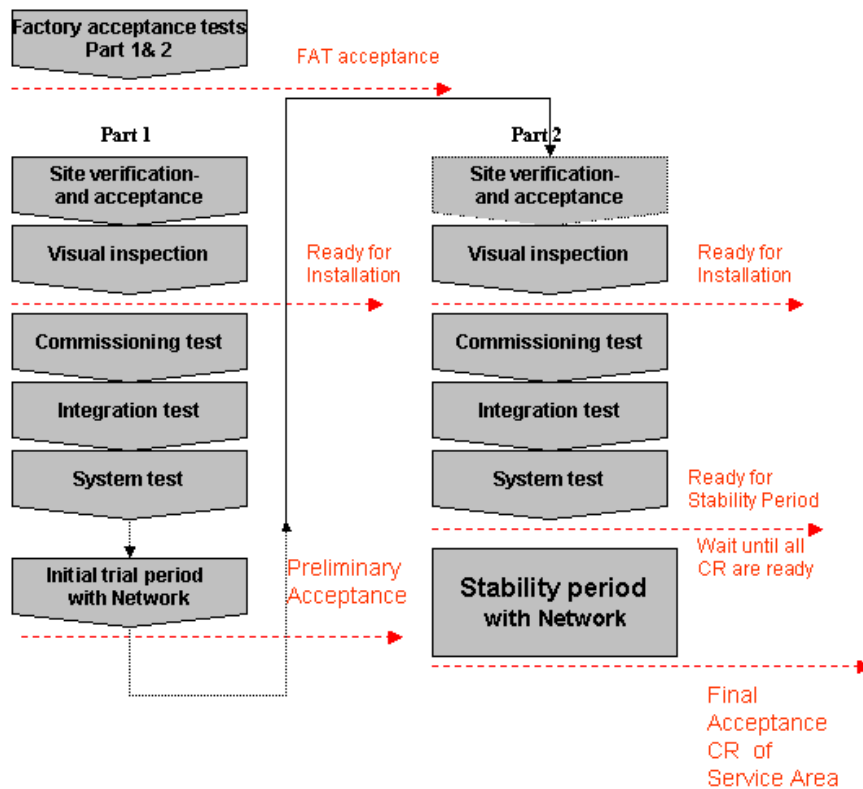 Factory acceptance tests
Part 1& 2
FAT acceptance
Part 1
Site verification-
and acceptance
Visual inspection
Ready for
Installation
Commissioning test
Integration test
System test
Initial trial period
with Network
Preliminary
Acceptance
Part 2
Site verification-
and acceptance
Visual inspection
Ready for
Installation
Commissioning test
Integration test
System test
Ready for
Stability Period
Wait until all
CR are ready
Stability period
with Network
Final
Acceptance
CR of
Service Area